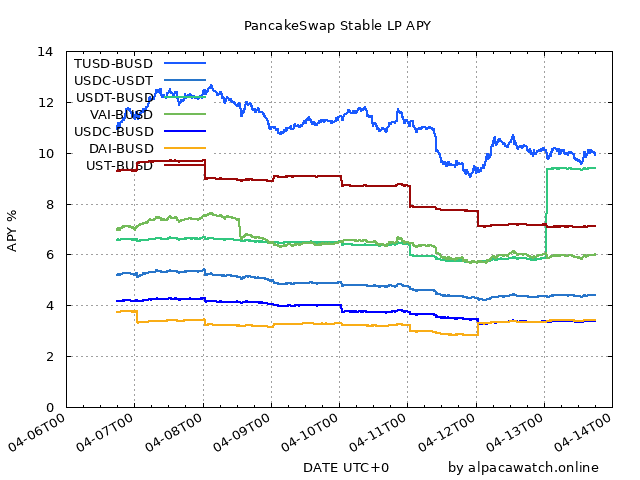 PancakeSwap Stable LP APY
14
12
10
8
6
4
2
0
APY %
TUSD-BUSD
USDC-USDT
USDT-BUSD
VAI-BUSD
USDC-BUSD
DAI-BUSD
UST-BUSD
04-06T00
04-07T00
04-08T00
04-09T00
04-10T00
04-11T00
04-12T00
04-13T00
04-14T00
DATE UTC+0
by alpacawatch.online